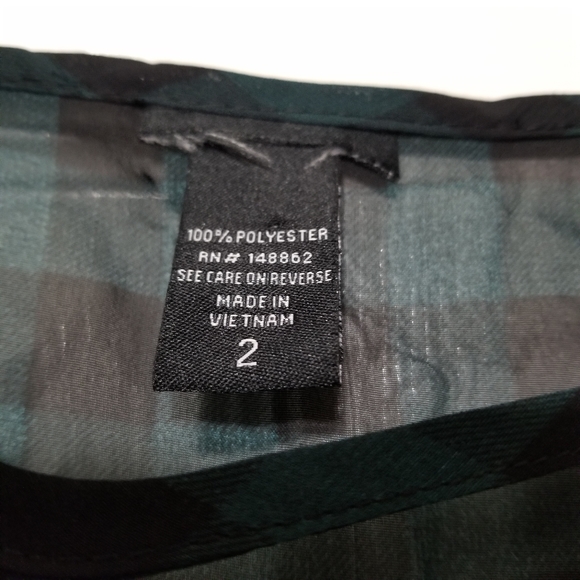 100% POLYESTER
RN# 148862
SEE CARE ON REVERSE
MADE IN
VIETNAM
2